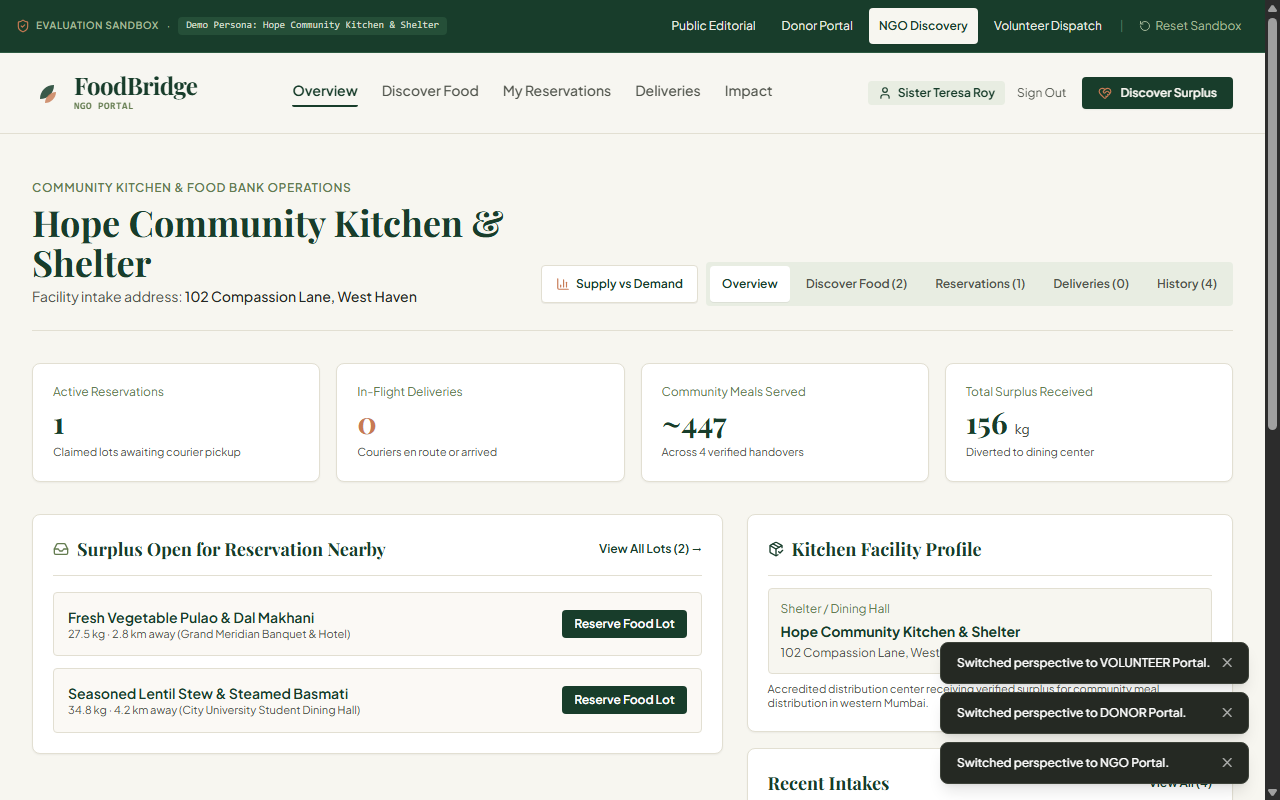 EVALUATION SANDBOX · Demo Persona: Hope Community Kitchen & Shelter
Public Editorial Donor Portal NGO Discovery Volunteer Dispatch | Reset Sandbox
FoodBridge
NGO PORTAL
Overview Discover Food My Reservations Deliveries Impact
Sister Teresa Roy Sign Out Discover Surplus
COMMUNITY KITCHEN & FOOD BANK OPERATIONS
Hope Community Kitchen &
Shelter
Facility intake address: 102 Compassion Lane, West Haven
Supply vs Demand Overview Discover Food (2) Reservations (1) Deliveries (0) History (4)
Active Reservations
1
Claimed lots awaiting courier pickup
In-Flight Deliveries
0
Couriers en route or arrived
Community Meals Served
~447
Across 4 verified handovers
Total Surplus Received
156 kg
Diverted to dining center
Surplus Open for Reservation Nearby
View All Lots (2) →
Fresh Vegetable Pulao & Dal Makhani
27.5 kg · 2.8 km away (Grand Meridian Banquet & Hotel)
Reserve Food Lot
Seasoned Lentil Stew & Steamed Basmati
34.8 kg · 4.2 km away (City University Student Dining Hall)
Reserve Food Lot
Kitchen Facility Profile
Shelter / Dining Hall
Hope Community Kitchen & Shelter
102 Compassion Lane, West
Accredited distribution center receiving verified surplus for community meal
distribution in western Mumbai.
Recent Intakes
View All (4)
Switched perspective to VOLUNTEER Portal.
Switched perspective to DONOR Portal.
Switched perspective to NGO Portal.